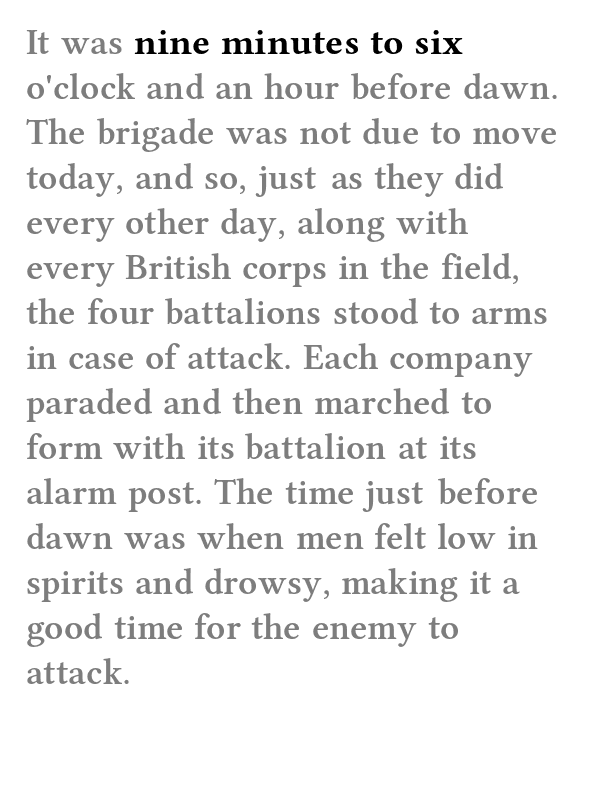 It was nine minutes to six
o'clock and an hour before dawn.
The brigade was not due to move
today, and so, just as they did
every other day, along with
every British corps in the field,
the four battalions stood to arms
in case of attack. Each company
paraded and then marched to
form with its battalion at its
alarm post. The time just before
dawn was when men felt low in
spirits and drowsy, making it a
good time for the enemy to
attack.